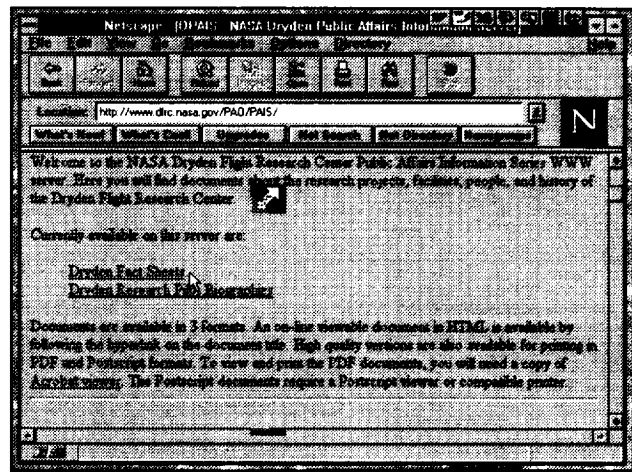 Netscape - [DPAIS - NASA Dryden Public Affairs Information Server]
File Edit View Go Bookmarks Options Directory Help
Location: http://www.dfrc.nasa.gov/PAO/PAIS/
N
What's New! What's Cool! Upgrades Net Search Net Directory Newsgroups
Welcome to the NASA Dryden Flight Research Center Public Affairs Information Server WWW
server. Here you will find documents about the research projects, facilities, people, and history of
the Dryden Flight Research Center
Currently available on this server are:
Dryden Fact Sheets
Dryden Research Pilot Biographies
Documents are available in 3 formats. An on-line viewable document in HTML is available by
following the hyperlink on the document title. High quality versions are also available for printing in
PDF and Postscript formats. To view and print the PDF documents, you will need a copy of
Acrobat viewer. The Postscript documents require a Postscript viewer or compatible printer.